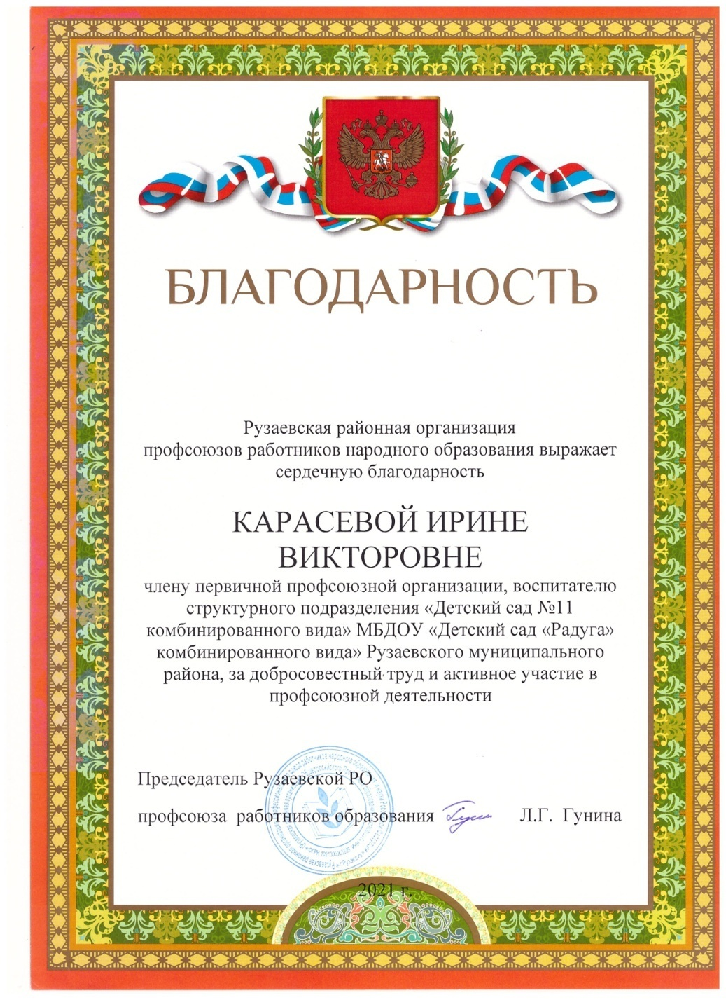 БЛАГОДАРНОСТЬ
Рузаевская районная организация
профсоюзов работников народного образования выражает
сердечную благодарность
КАРАСЕВОЙ ИРИНЕ
ВИКТОРОВНЕ
члену первичной профсоюзной организации, воспитателю
структурного подразделения «Детский сад №11
комбинированного вида» МБДОУ «Детский сад «Радуга»
комбинированного вида» Рузаевского муниципального
района, за добросовестный труд и активное участие в
профсоюзной деятельности
Председатель Рузаевской РО
профсоюза работников образования Л.Г. Гунина
2021 г.